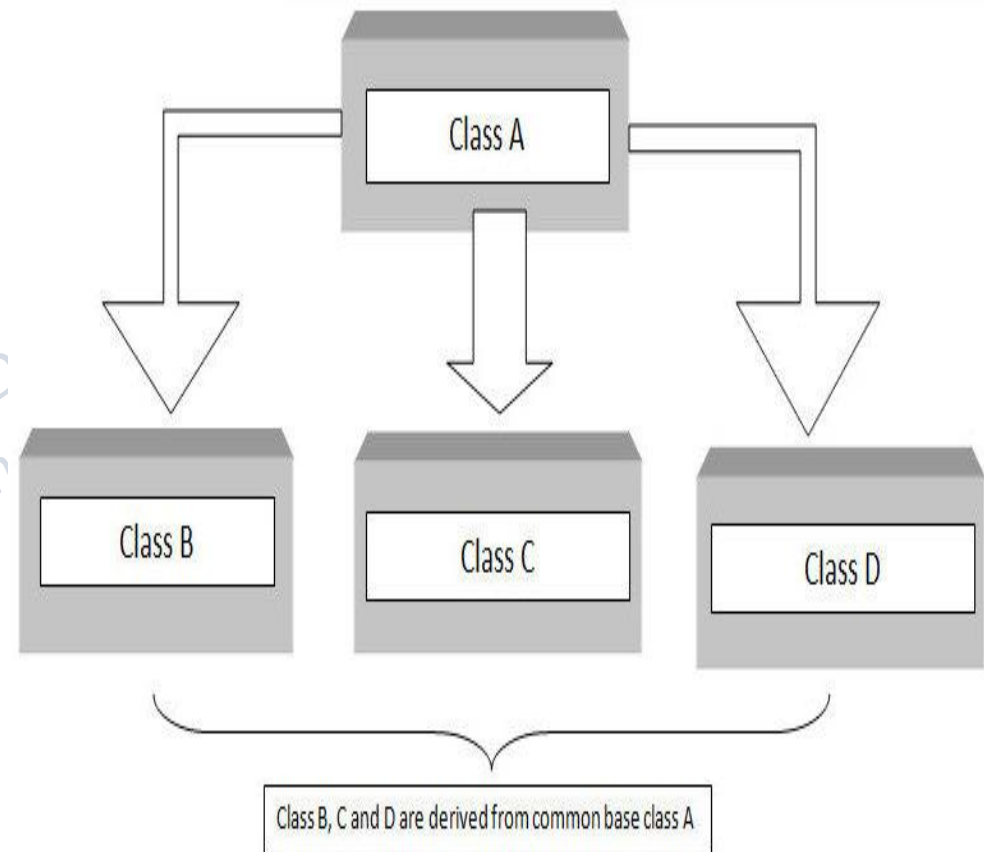 Class A
Class B
Class C
Class D
Class B, C and D are derived from common base class A